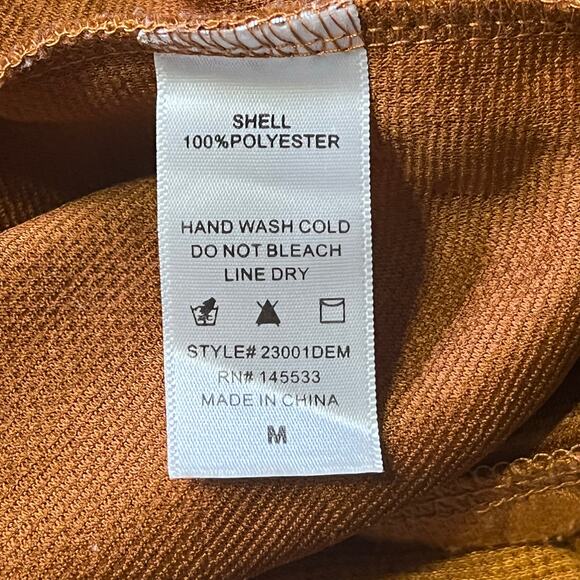 SHELL
100%POLYESTER
HAND WASH COLD
DO NOT BLEACH
LINE DRY
STYLE# 23001DEM
RN# 145533
MADE IN CHINA
M